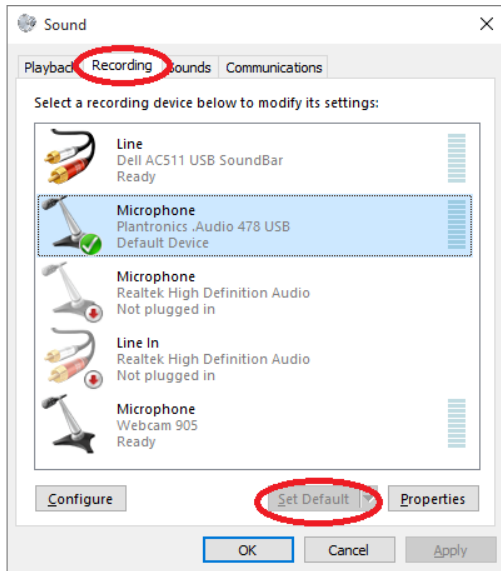 Sound
Playback Recording Sounds Communications
Select a recording device below to modify its settings:
Line
Dell AC511 USB SoundBar
Ready
Microphone
Plantronics .Audio 478 USB
Default Device
Microphone
Realtek High Definition Audio
Not plugged in
Line In
Realtek High Definition Audio
Not plugged in
Microphone
Webcam 905
Ready
Configure Set Default Properties
OK Cancel Apply